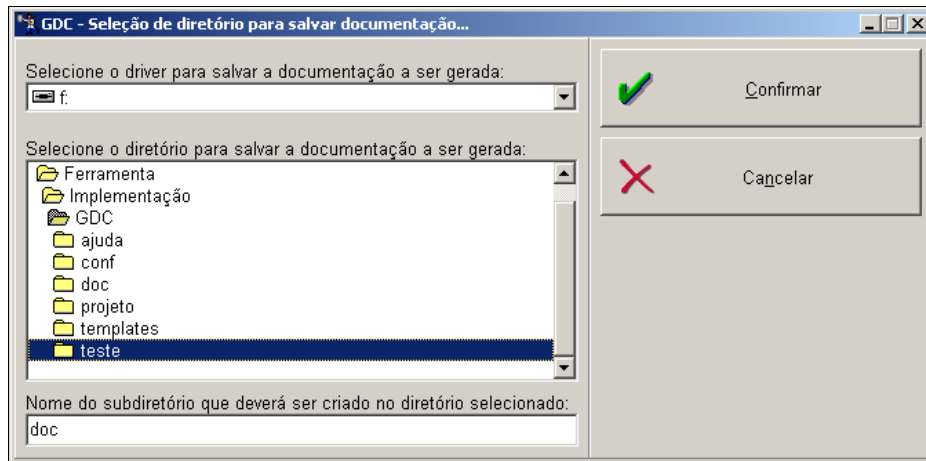 GDC - Seleção de diretório para salvar documentação...
Selecione o driver para salvar a documentação a ser gerada:
f:
Selecione o diretório para salvar a documentação a ser gerada:
Ferramenta
Implementação
GDC
ajuda
conf
doc
projeto
templates
teste
Nome do subdiretório que deverá ser criado no diretório selecionado:
doc
Confirmar
Cancelar